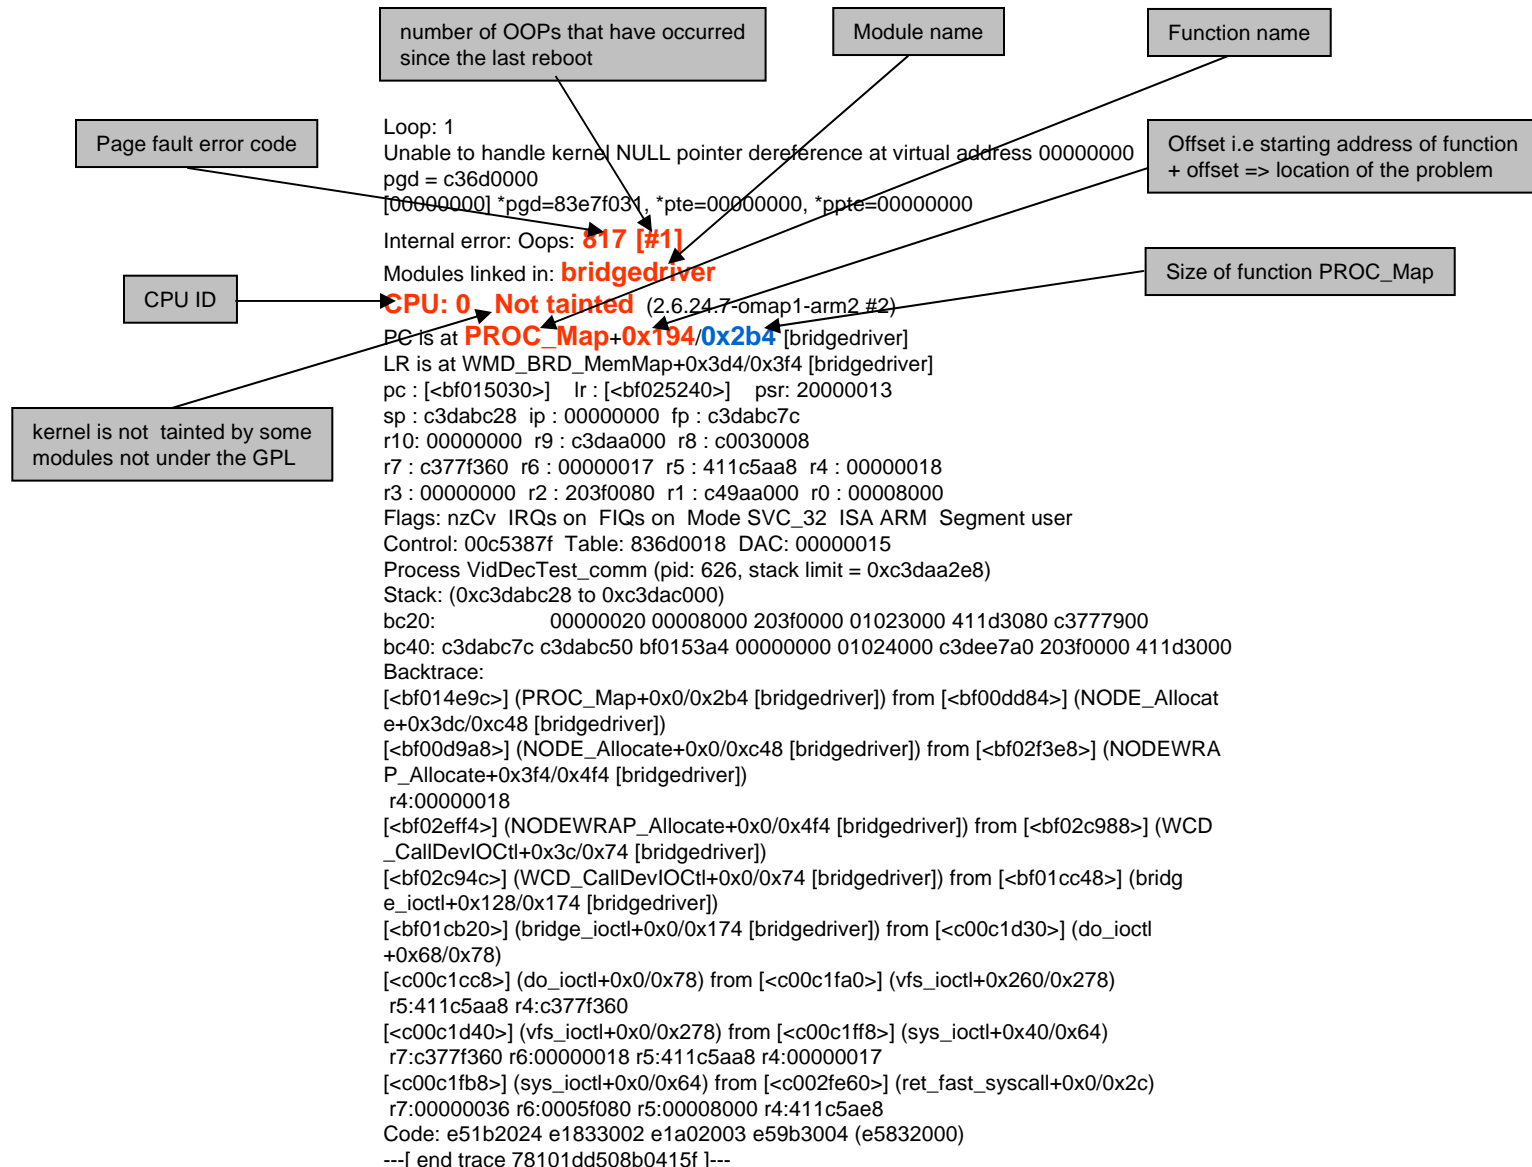 number of OOPs that have occurred
since the last reboot
Module name
Function name
Page fault error code
Offset i.e starting address of function
+ offset => location of the problem
Size of function PROC_Map
CPU ID
kernel is not  tainted by some
modules not under the GPL
Loop: 1
Unable to handle kernel NULL pointer dereference at virtual address 00000000
pgd = c36d0000
[00000000] *pgd=83e7f031, *pte=00000000, *ppte=00000000
Internal error: Oops: 817 [#1]
Modules linked in: bridgedriver
CPU: 0    Not tainted  (2.6.24.7-omap1-arm2 #2)
PC is at PROC_Map+0x194/0x2b4 [bridgedriver]
LR is at WMD_BRD_MemMap+0x3d4/0x3f4 [bridgedriver]
pc : [<bf015030>]    lr : [<bf025240>]    psr: 20000013
sp : c3dabc28  ip : 00000000  fp : c3dabc7c
r10: 00000000  r9 : c3daa000  r8 : c0030008
r7 : c377f360  r6 : 00000017  r5 : 411c5aa8  r4 : 00000018
r3 : 00000000  r2 : 203f0080  r1 : c49aa000  r0 : 00008000
Flags: nzCv  IRQs on  FIQs on  Mode SVC_32  ISA ARM  Segment user
Control: 00c5387f  Table: 836d0018  DAC: 00000015
Process VidDecTest_comm (pid: 626, stack limit = 0xc3daa2e8)
Stack: (0xc3dabc28 to 0xc3dac000)
bc20:                   00000020 00008000 203f0000 01023000 411d3080 c3777900
bc40: c3dabc7c c3dabc50 bf0153a4 00000000 01024000 c3dee7a0 203f0000 411d3000
Backtrace:
[<bf014e9c>] (PROC_Map+0x0/0x2b4 [bridgedriver]) from [<bf00dd84>] (NODE_Allocat
e+0x3dc/0xc48 [bridgedriver])
[<bf00d9a8>] (NODE_Allocate+0x0/0xc48 [bridgedriver]) from [<bf02f3e8>] (NODEWRA
P_Allocate+0x3f4/0x4f4 [bridgedriver])
r4:00000018
[<bf02eff4>] (NODEWRAP_Allocate+0x0/0x4f4 [bridgedriver]) from [<bf02c988>] (WCD
_CallDevIOCtl+0x3c/0x74 [bridgedriver])
[<bf02c94c>] (WCD_CallDevIOCtl+0x0/0x74 [bridgedriver]) from [<bf01cc48>] (bridg
e_ioctl+0x128/0x174 [bridgedriver])
[<bf01cb20>] (bridge_ioctl+0x0/0x174 [bridgedriver]) from [<c00c1d30>] (do_ioctl
+0x68/0x78)
[<c00c1cc8>] (do_ioctl+0x0/0x78) from [<c00c1fa0>] (vfs_ioctl+0x260/0x278)
r5:411c5aa8 r4:c377f360
[<c00c1d40>] (vfs_ioctl+0x0/0x278) from [<c00c1ff8>] (sys_ioctl+0x40/0x64)
r7:c377f360 r6:00000018 r5:411c5aa8 r4:00000017
[<c00c1fb8>] (sys_ioctl+0x0/0x64) from [<c002fe60>] (ret_fast_syscall+0x0/0x2c)
r7:00000036 r6:0005f080 r5:00008000 r4:411c5ae8
Code: e51b2024 e1833002 e1a02003 e59b3004 (e5832000)
---[ end trace 78101dd508b0415f ]---